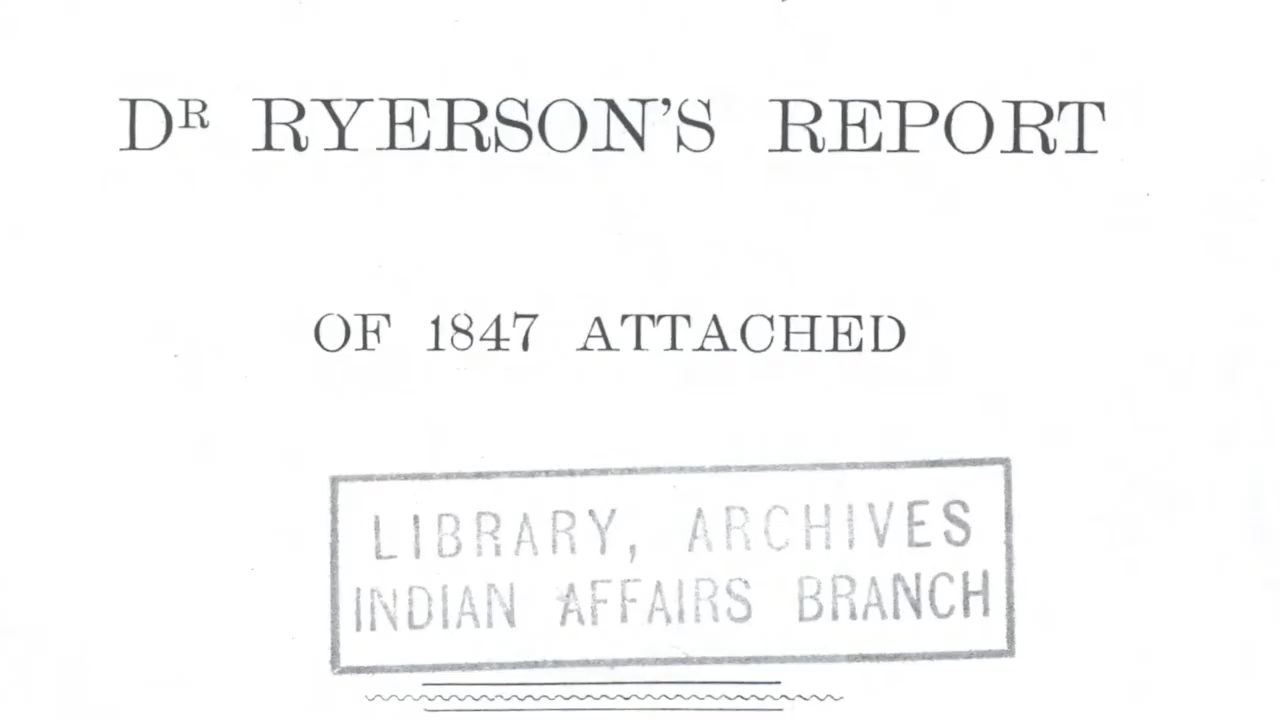 DR RYERSON'S REPORT
OF 1847 ATTACHED
LIBRARY, ARCHIVES
INDIAN AFFAIRS BRANCH